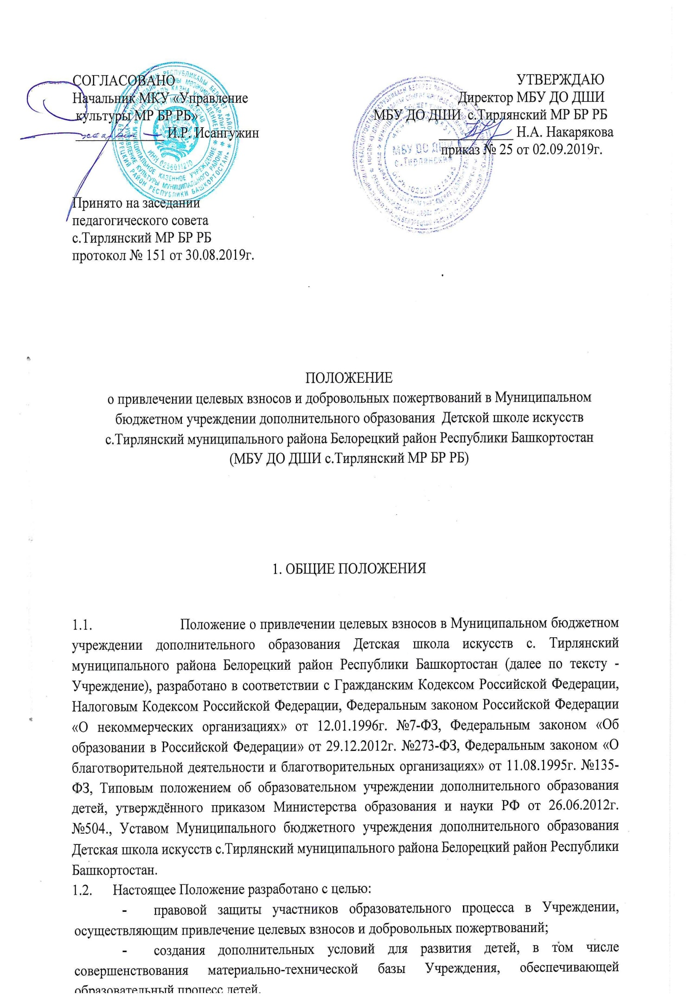 СОГЛАСОВАНО
Начальник МКУ «Управление
культуры МР БР РБ»
И.Р. Исангужин
УТВЕРЖДАЮ
Директор МБУ ДО ДШИ
МБУ ДО ДШИ с.Тирлянский МР БР РБ
Н.А. Накарякова
приказ № 25 от 02.09.2019г.
ИНН 0256011210
МБУ ДО ДШИ
с.Тирлянский
Принято на заседании
педагогического совета
с.Тирлянский МР БР РБ
протокол № 151 от 30.08.2019г.
ПОЛОЖЕНИЕ
о привлечении целевых взносов и добровольных пожертвований в Муниципальном
бюджетном учреждении дополнительного образования Детской школе искусств
с.Тирлянский муниципального района Белорецкий район Республики Башкортостан
(МБУ ДО ДШИ с.Тирлянский МР БР РБ)
1. ОБЩИЕ ПОЛОЖЕНИЯ
1.1. Положение о привлечении целевых взносов в Муниципальном бюджетном
учреждении дополнительного образования Детская школа искусств с. Тирлянский
муниципального района Белорецкий район Республики Башкортостан (далее по тексту -
Учреждение), разработано в соответствии с Гражданским Кодексом Российской Федерации,
Налоговым Кодексом Российской Федерации, Федеральным законом Российской Федерации
«О некоммерческих организациях» от 12.01.1996г. №7-ФЗ, Федеральным законом «Об
образовании в Российской Федерации» от 29.12.2012г. №273-ФЗ, Федеральным законом «О
благотворительной деятельности и благотворительных организациях» от 11.08.1995г. №135-
ФЗ, Типовым положением об образовательном учреждении дополнительного образования
детей, утверждённого приказом Министерства образования и науки РФ от 26.06.2012г.
№504., Уставом Муниципального бюджетного учреждения дополнительного образования
Детская школа искусств с.Тирлянский муниципального района Белорецкий район Республики
Башкортостан.
1.2. Настоящее Положение разработано с целью:
- правовой защиты участников образовательного процесса в Учреждении,
осуществляющим привлечение целевых взносов и добровольных пожертвований;
- создания дополнительных условий для развития детей, в том числе
совершенствования материально-технической базы Учреждения, обеспечивающей
образовательный процесс детей.